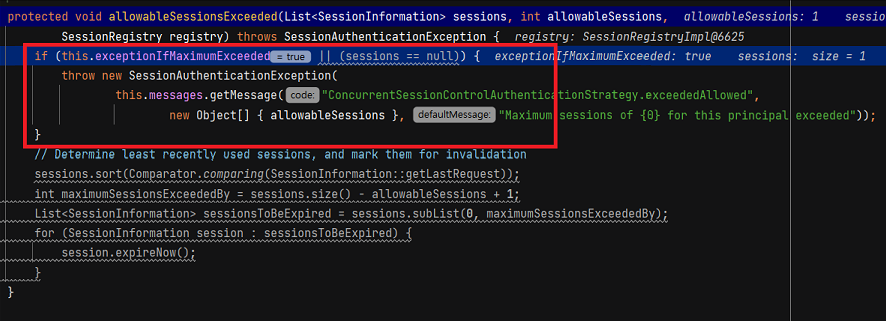 protected void allowableSessionsExceeded(List<SessionInformation> sessions, int allowableSessions, allowableSessions: 1 sessio
SessionRegistry registry) throws SessionAuthenticationException { registry: SessionRegistryImpl@6625
if (this.exceptionIfMaximumExceeded = true || (sessions == null)) { exceptionIfMaximumExceeded: true sessions: size = 1
throw new SessionAuthenticationException(
this.messages.getMessage( code: "ConcurrentSessionControlAuthenticationStrategy.exceededAllowed",
new Object[] { allowableSessions }, defaultMessage: "Maximum sessions of {0} for this principal exceeded"));
}
// Determine least recently used sessions, and mark them for invalidation
sessions.sort(Comparator.comparing(SessionInformation::getLastRequest));
int maximumSessionsExceededBy = sessions.size() - allowableSessions + 1;
List<SessionInformation> sessionsToBeExpired = sessions.subList(0, maximumSessionsExceededBy);
for (SessionInformation session : sessionsToBeExpired) {
session.expireNow();
}
}